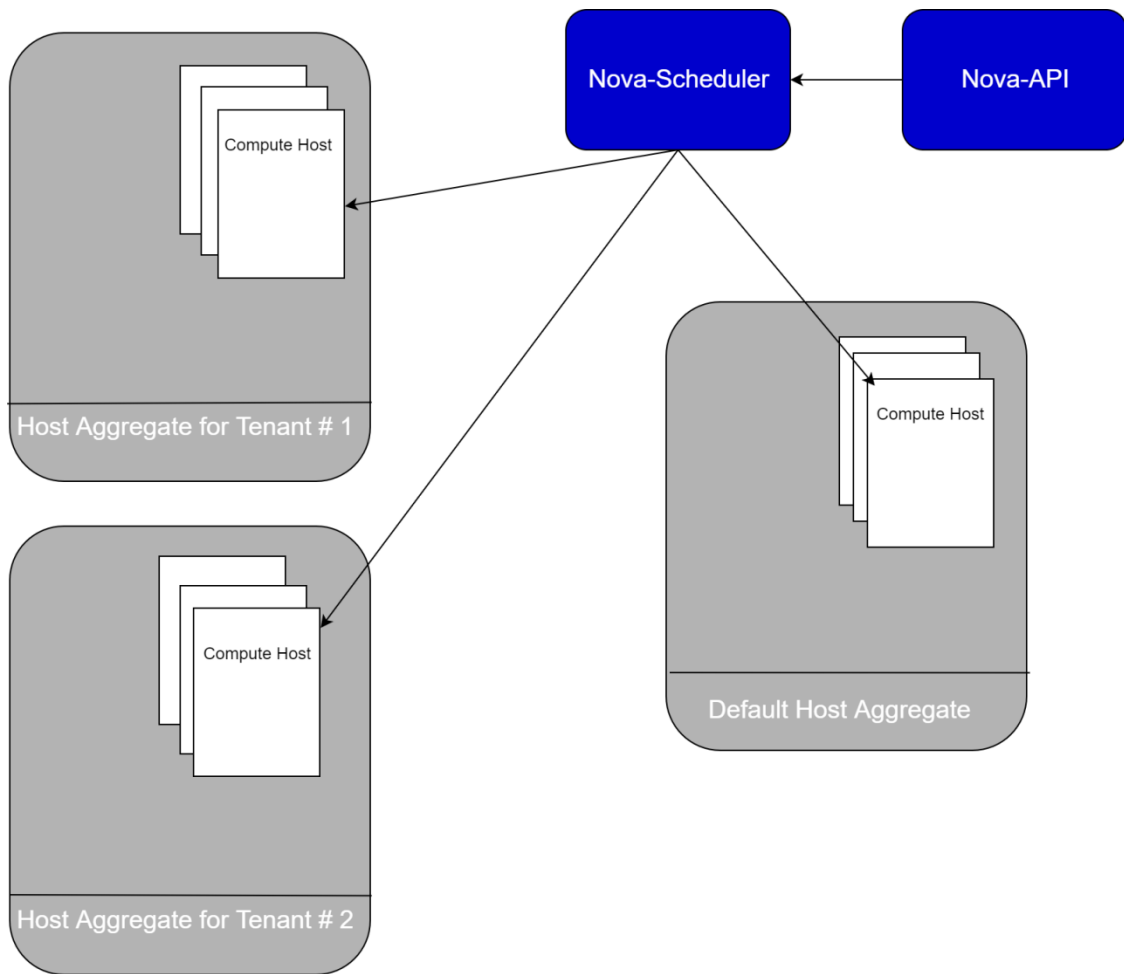 Nova-Scheduler
Nova-API
Compute Host
Host Aggregate for Tenant # 1
Compute Host
Default Host Aggregate
Compute Host
Host Aggregate for Tenant # 2